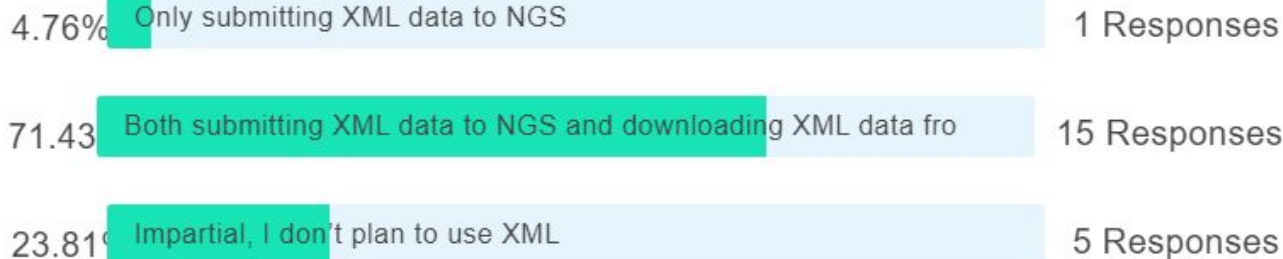 4.76% Only submitting XML data to NGS 1 Responses
71.43 Both submitting XML data to NGS and downloading XML data fro 15 Responses
23.81 Impartial, I don't plan to use XML 5 Responses